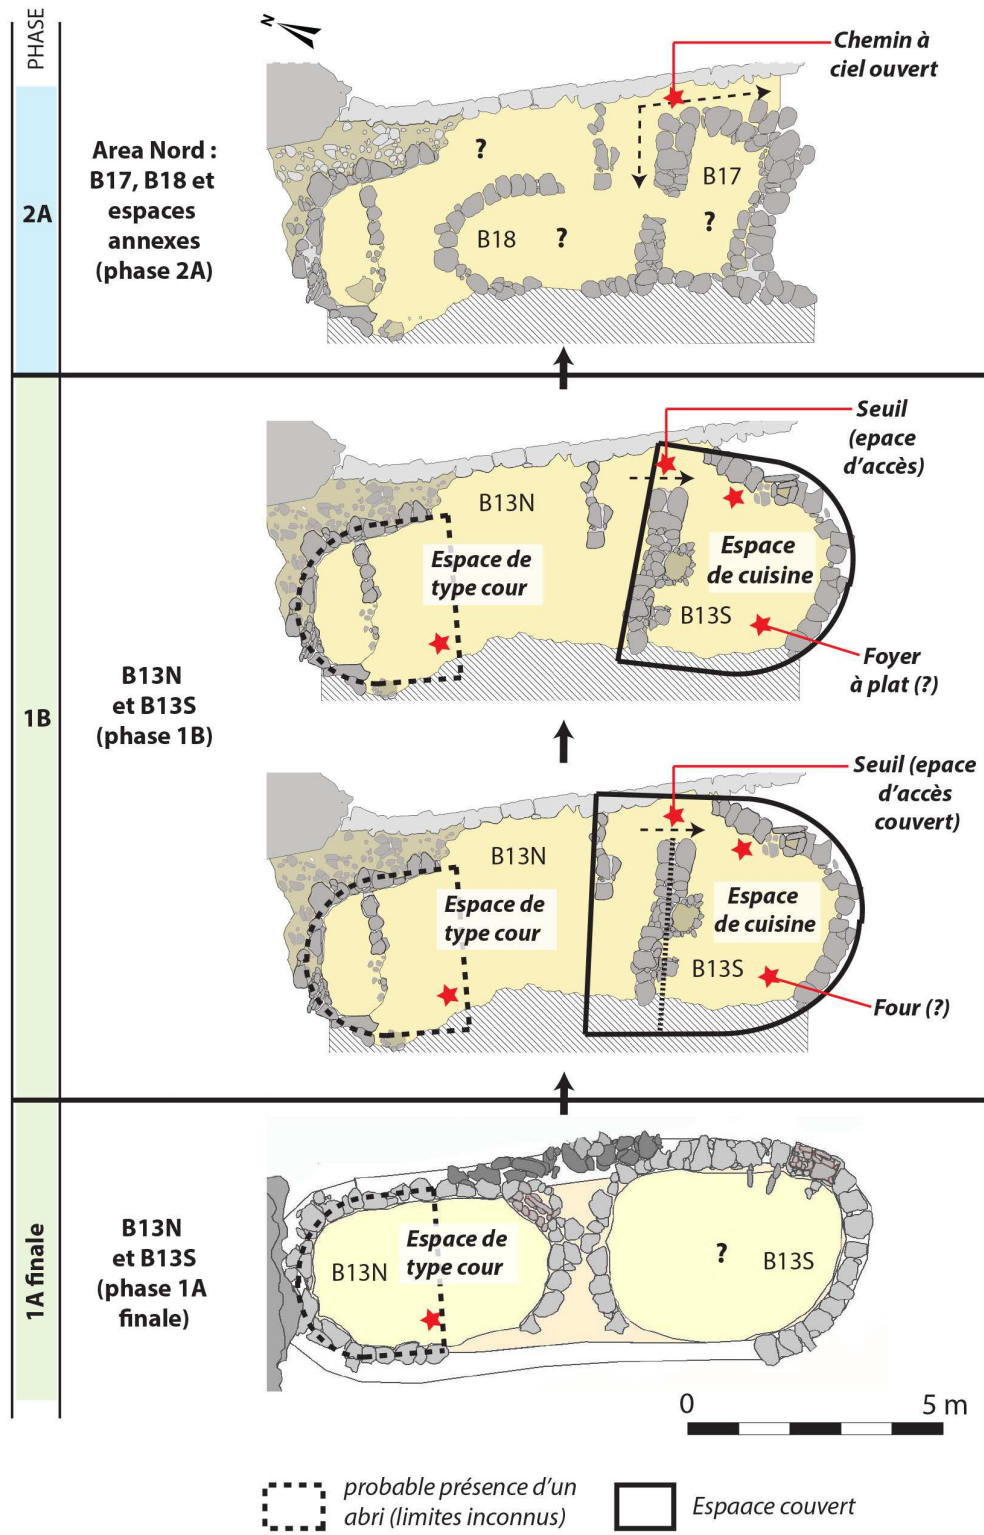 PHASE
N
Chemin à
ciel ouvert
2A
Area Nord :
B17, B18 et
espaces
annexes
(phase 2A)
?
B17
B18
?
?
Seuil
(epace
d'accès)
1B
B13N
et B13S
(phase 1B)
B13N
Espace de
type cour
Espace
de cuisine
B13S
Foyer
à plat (?)
Seuil (epace
d'accès
couvert)
B13N
Espace de
type cour
Espace
de cuisine
B13S
Four (?)
1A finale
B13N
et B13S
(phase 1A
finale)
B13N
Espace de
type cour
?
B13S
0
5 m
probable présence d'un
abri (limites inconnus)
Espaace couvert